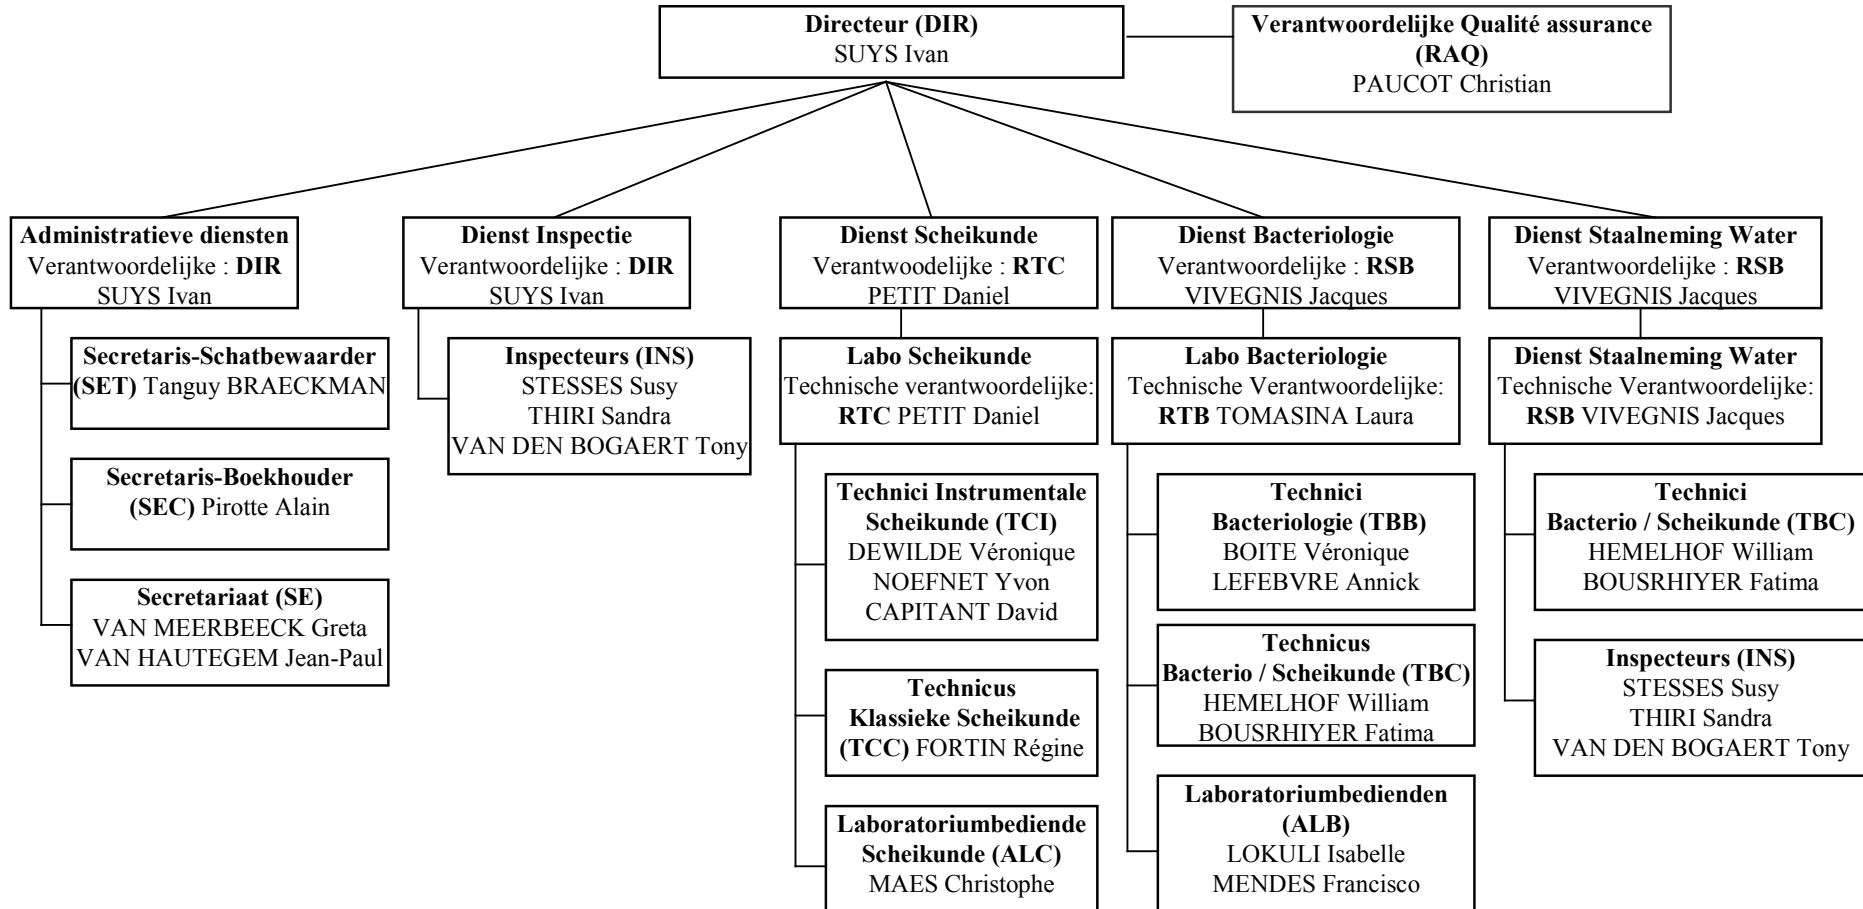 Directeur (DIR)
SUYS Ivan
Verantwoordelijke Qualité assurance
(RAQ)
PAUCOT Christian
Administratieve diensten
Verantwoordelijke : DIR
SUYS Ivan
Secretaris-Schatbewaarder
(SET) Tanguy BRAECKMAN
Secretaris-Boekhouder
(SEC) Pirotte Alain
Secretariaat (SE)
VAN MEERBEECK Greta
VAN HAUTEGEM Jean-Paul
Dienst Inspectie
Verantwoordelijke : DIR
SUYS Ivan
Inspecteurs (INS)
STESSES Susy
THIRI Sandra
VAN DEN BOGAERT Tony
Dienst Scheikunde
Verantwoodelijke : RTC
PETIT Daniel
Labo Scheikunde
Technische verantwoordelijke:
RTC PETIT Daniel
Technici Instrumentale
Scheikunde (TCI)
DEWILDE Véronique
NOEFNET Yvon
CAPITANT David
Technicus
Klassieke Scheikunde
(TCC) FORTIN Régine
Laboratoriumbediende
Scheikunde (ALC)
MAES Christophe
Dienst Bacteriologie
Verantwoordelijke : RSB
VIVEGNIS Jacques
Labo Bacteriologie
Technische Verantwoordelijke:
RTB TOMASINA Laura
Technici
Bacteriologie (TBB)
BOITE Véronique
LEFEBVRE Annick
Technicus
Bacterio / Scheikunde (TBC)
HEMELHOF William
BOUSRHIYER Fatima
Laboratoriumbedienden
(ALB)
LOKULI Isabelle
MENDES Francisco
Dienst Staalneming Water
Verantwoordelijke : RSB
VIVEGNIS Jacques
Dienst Staalneming Water
Technische Verantwoordelijke:
RSB VIVEGNIS Jacques
Technici
Bacterio / Scheikunde (TBC)
HEMELHOF William
BOUSRHIYER Fatima
Inspecteurs (INS)
STESSES Susy
THIRI Sandra
VAN DEN BOGAERT Tony